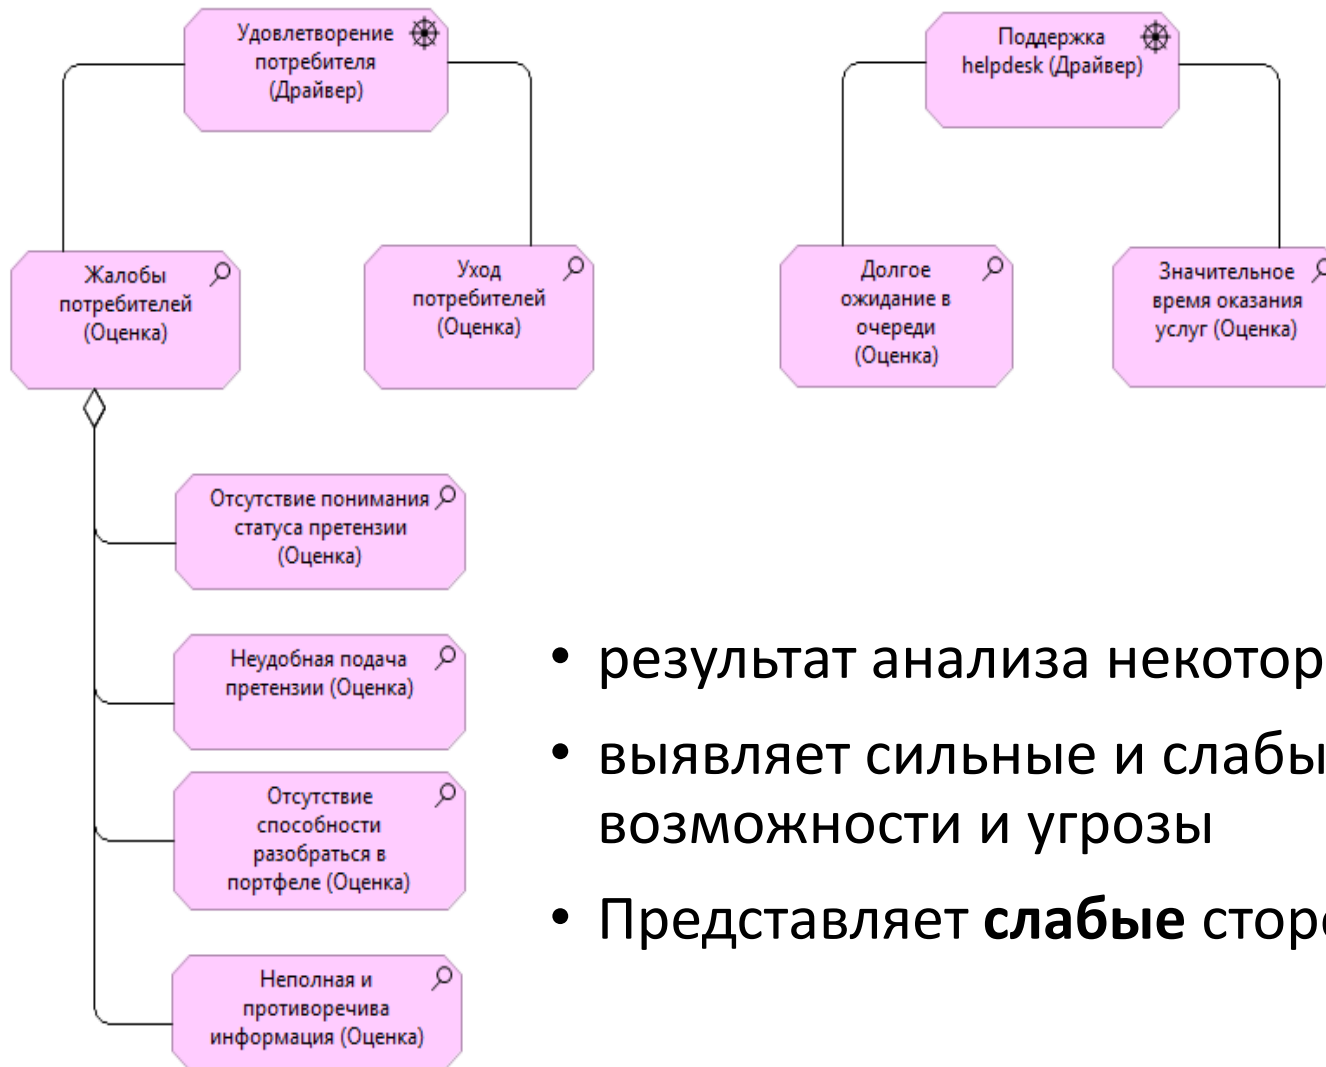 Удовлетворение
потребителя
(Драйвер)
Поддержка
helpdesk (Драйвер)
Жалобы
потребителей
(Оценка)
Уход
потребителей
(Оценка)
Долгое
ожидание в
очереди
(Оценка)
Значительное
время оказания
услуг (Оценка)
Отсутствие понимания
статуса претензии
(Оценка)
Неудобная подача
претензии (Оценка)
Отсутствие
способности
разобраться в
портфеле (Оценка)
Неполная и
противоречива
информация (Оценка)
• результат анализа некотор
• выявляет сильные и слабы
возможности и угрозы
• Представляет слабые стор